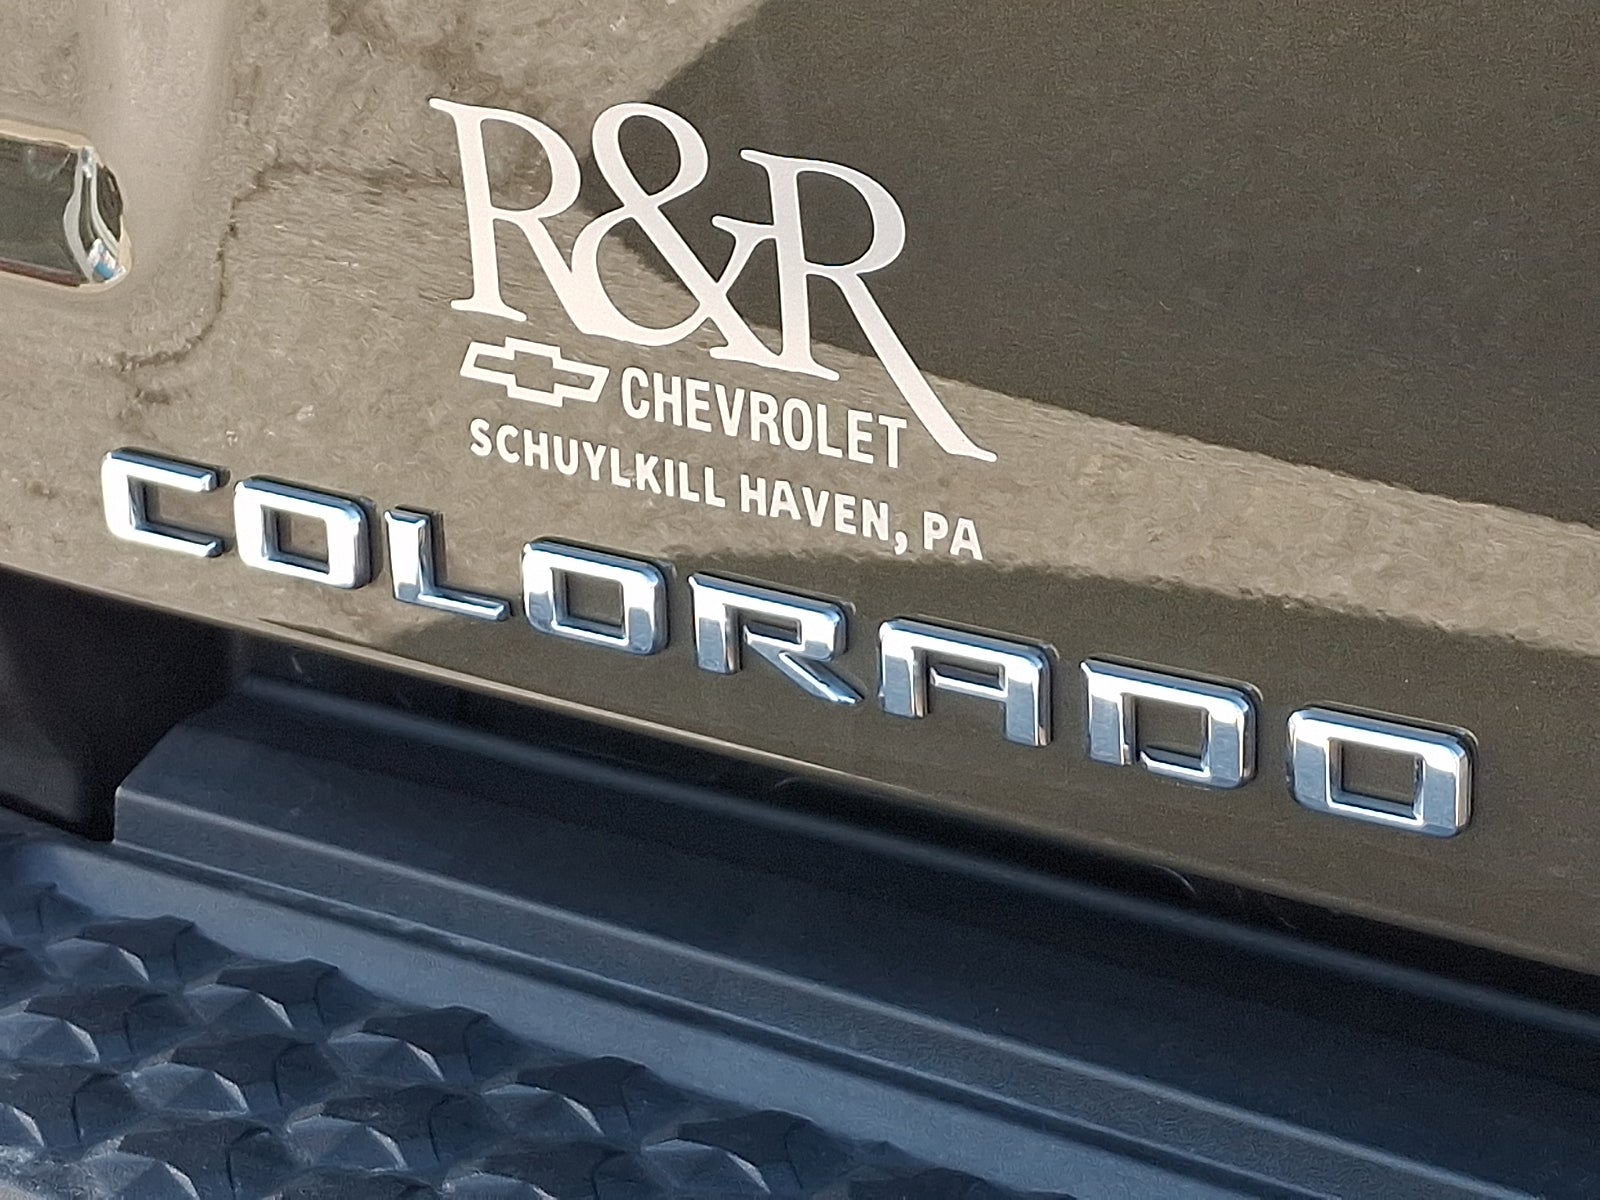 R&R
CHEVROLET
SCHUYLKILL HAVEN, PA
COLORADO